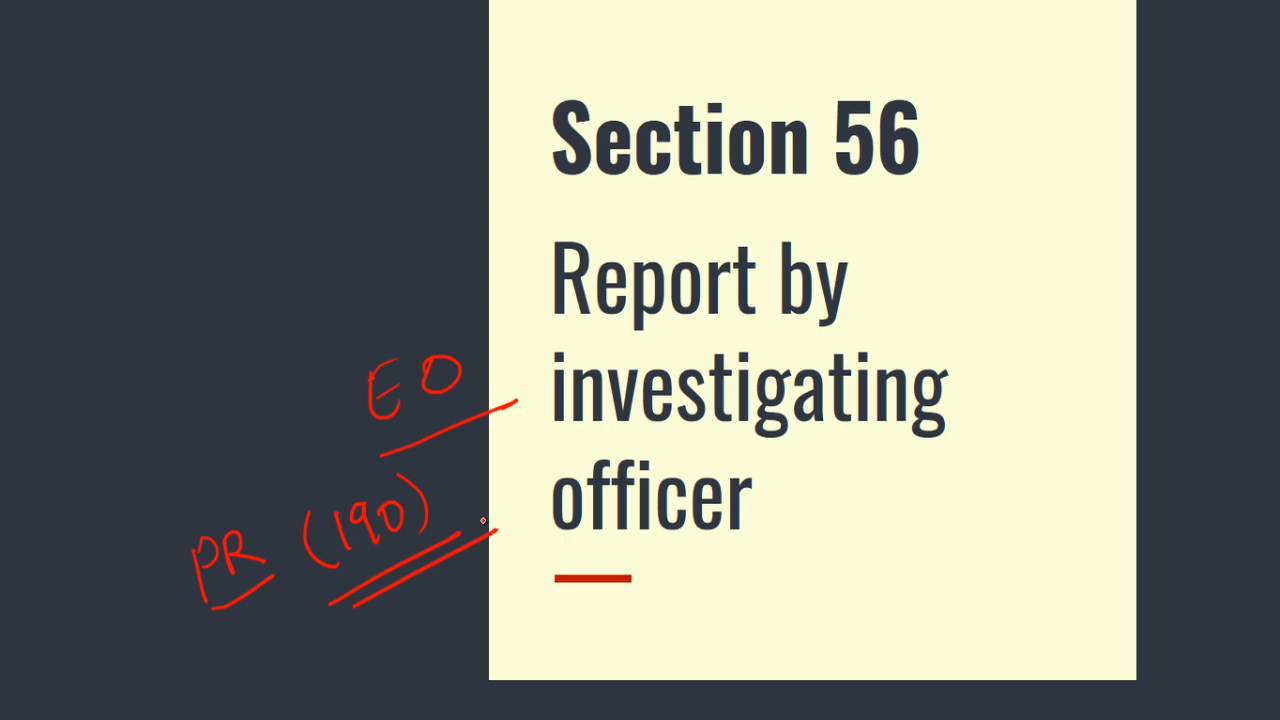 Section 56
Report by
investigating
officer
EO
PR (190)